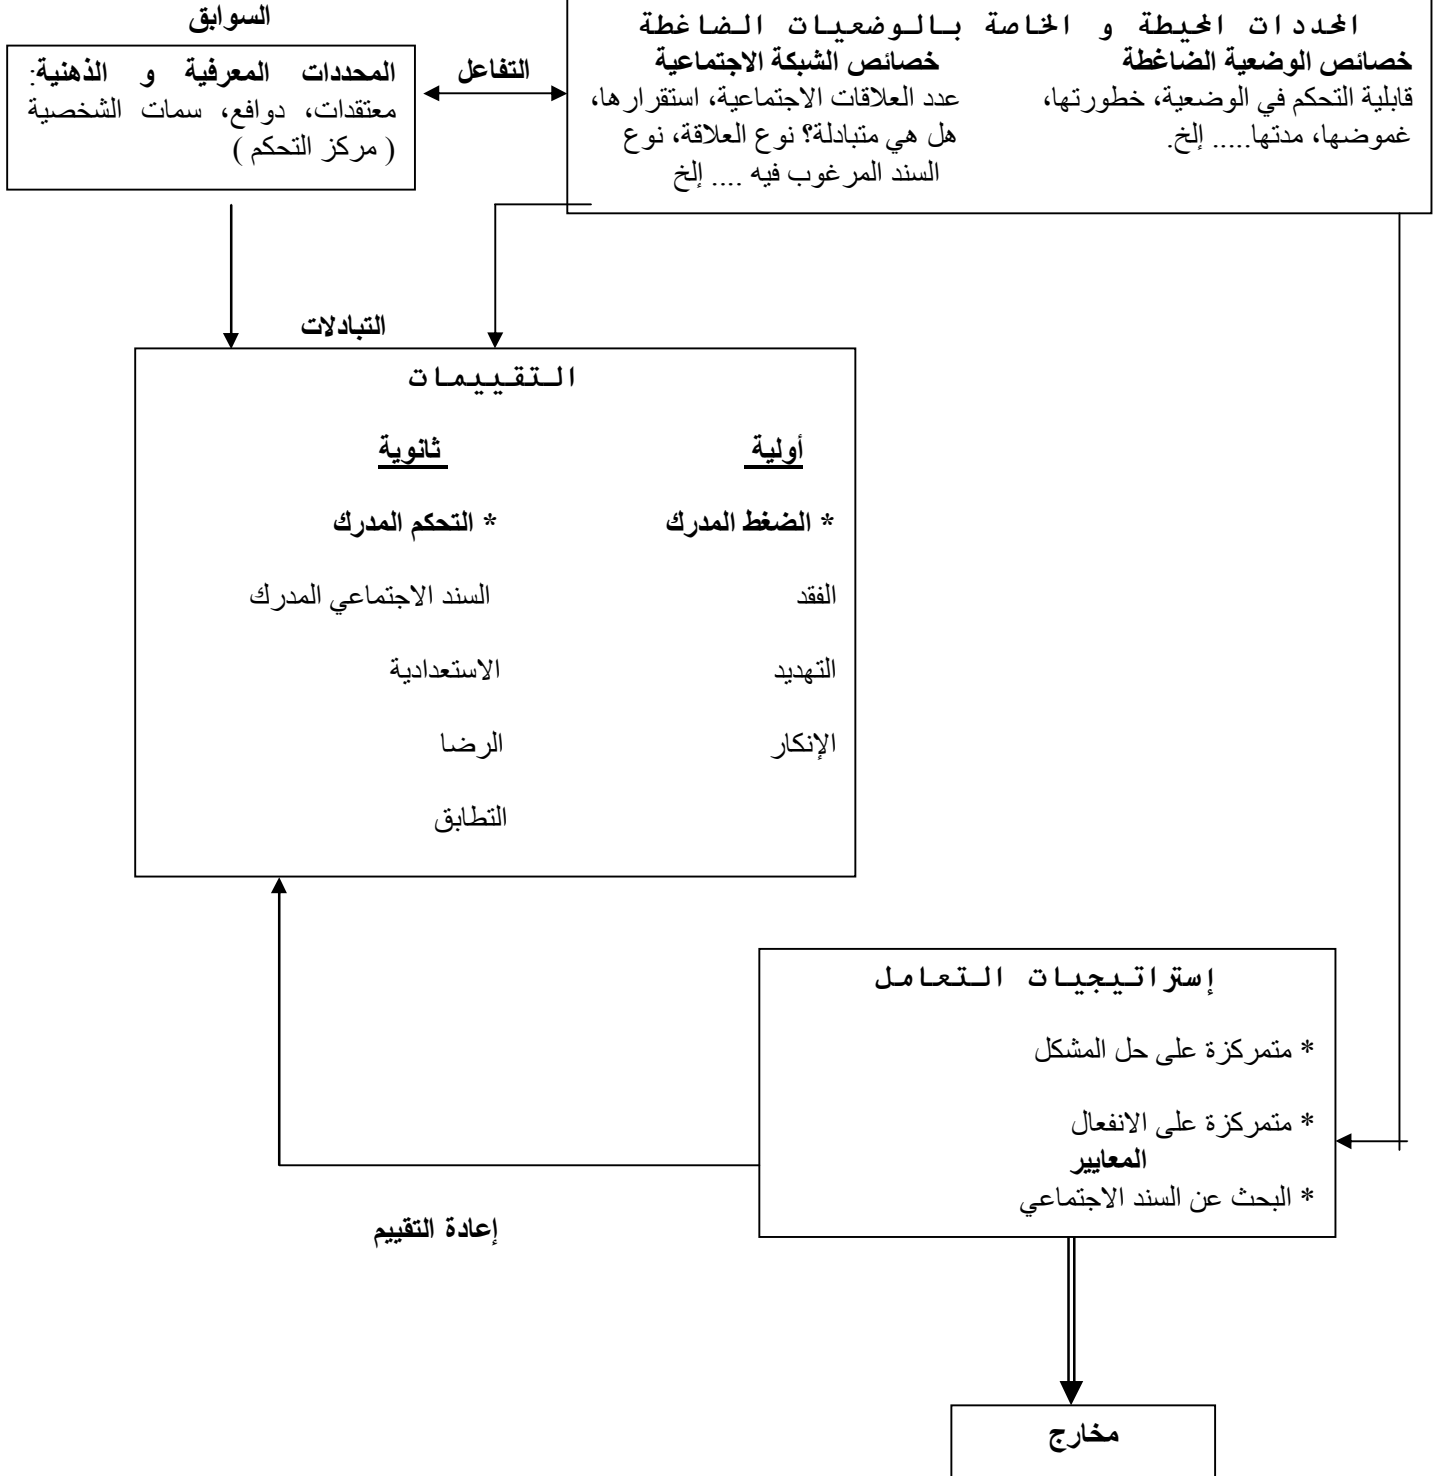 السوابق
المحددات المحيطة و الخاصة بالوضعيات الضاغطة
خصائص الوضعية الضاغطة
قابلية التحكم في الوضعية، خطورتها،
غموضها، مدتها..... إلخ.
خصائص الشبكة الاجتماعية
عدد العلاقات الاجتماعية، استقرارها،
هل هي متبادلة؟ نوع العلاقة، نوع
السند المرغوب فيه .... إلخ
التفاعل
المحددات المعرفية و الذهنية:
معتقدات، دوافع، سمات الشخصية
( مركز التحكم )
التبادلات
التقييمات
أولية
* الضغط المدرك
الفقد
التهديد
الإنكار
ثانوية
* التحكم المدرك
السند الاجتماعي المدرك
الاستعدادية
الرضا
التطابق
إستراتيجيات التعامل
* متمركزة على حل المشكل
* متمركزة على الانفعال
المعايير
* البحث عن السند الاجتماعي
إعادة التقييم
مخارج